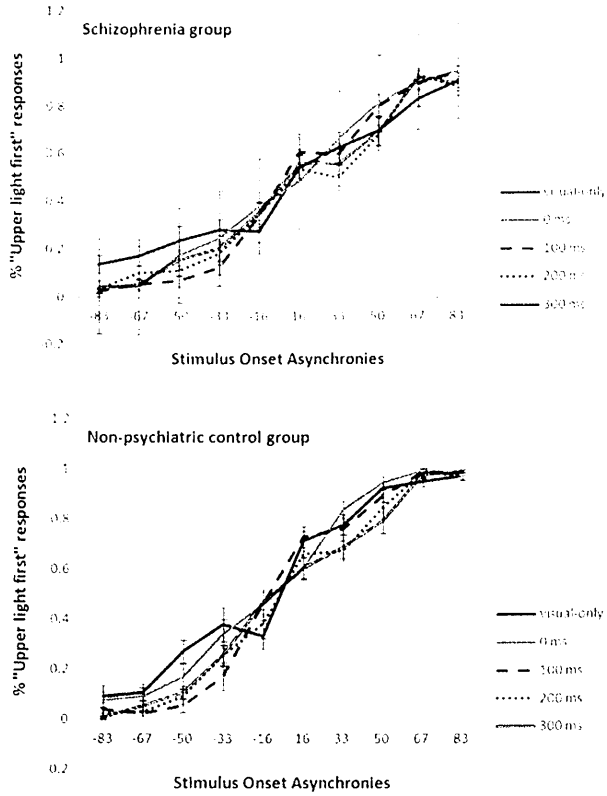 1.2
Schizophrenia group
1
0.8
0.6
0.4
0.2
0
0.2
% "Upper light first" responses
-83 -67 -50 -33 -16 16 33 50 67 83
Stimulus Onset Asynchronies
visual-only
0 ms
100 ms
200 ms
300 ms
1.2
Non-psychiatric control group
1
0.8
0.6
0.4
0.2
0
0.2
% "Upper light first" responses
-83 -67 -50 -33 -16 16 33 50 67 83
Stimulus Onset Asynchronies
visual-only
0 ms
100 ms
200 ms
300 ms